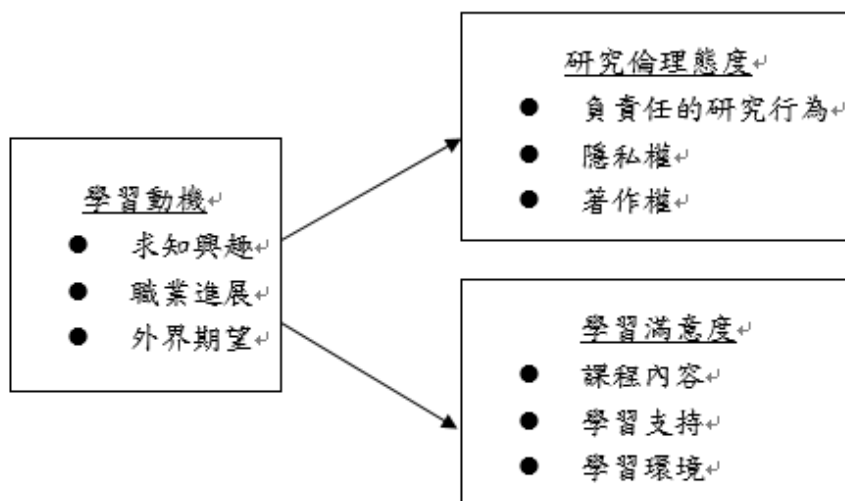 學習動機
● 求知興趣
● 職業進展
● 外界期望
研究倫理態度
● 負責任的研究行為
● 隱私權
● 著作權
學習滿意度
● 課程內容
● 學習支持
● 學習環境